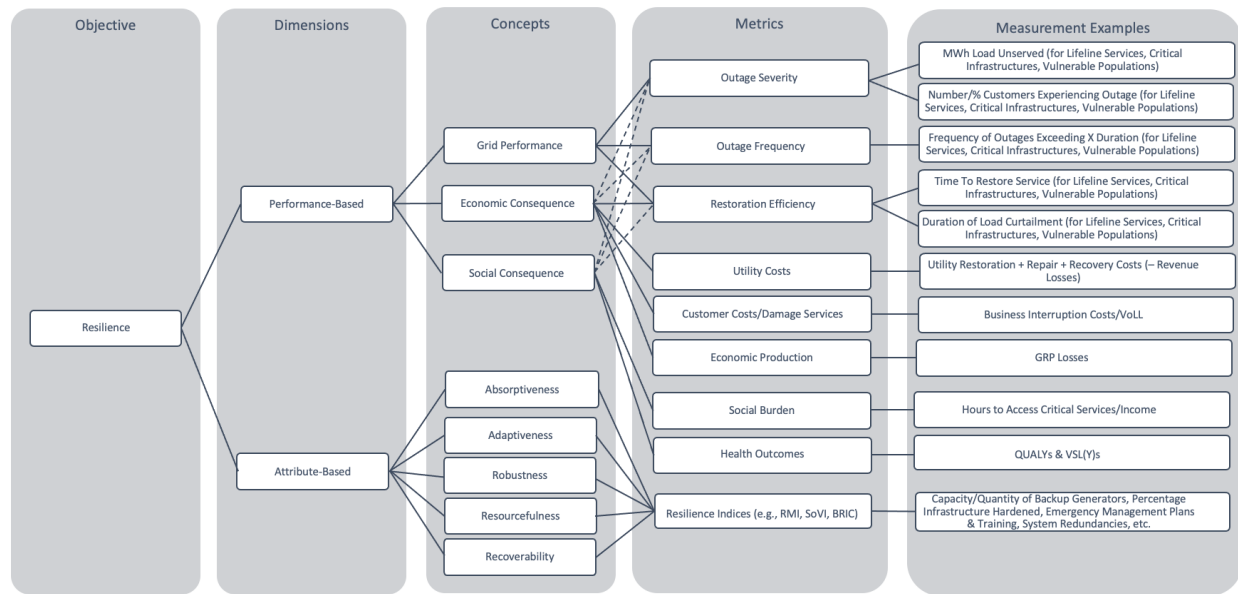 Objective
Dimensions
Concepts
Metrics
Measurement Examples
Resilience
Performance-Based
Attribute-Based
Grid Performance
Economic Consequence
Social Consequence
Absorptiveness
Adaptiveness
Robustness
Resourcefulness
Recoverability
Outage Severity
Outage Frequency
Restoration Efficiency
Utility Costs
Customer Costs/Damage Services
Economic Production
Social Burden
Health Outcomes
Resilience Indices (e.g., RMI, SoVI, BRIC)
MWh Load Unserved (for Lifeline Services, Critical
Infrastructures, Vulnerable Populations)
Number/% Customers Experiencing Outage (for Lifeline
Services, Critical Infrastructures, Vulnerable Populations)
Frequency of Outages Exceeding X Duration (for Lifeline
Services, Critical Infrastructures, Vulnerable Populations)
Time To Restore Service (for Lifeline Services, Critical
Infrastructures, Vulnerable Populations)
Duration of Load Curtailment (for Lifeline Services, Critical
Infrastructures, Vulnerable Populations)
Utility Restoration + Repair + Recovery Costs (– Revenue
Losses)
Business Interruption Costs/VoLL
GRP Losses
Hours to Access Critical Services/Income
QUALYs & VSL(Y)s
Capacity/Quantity of Backup Generators, Percentage
Infrastructure Hardened, Emergency Management Plans
& Training, System Redundancies, etc.